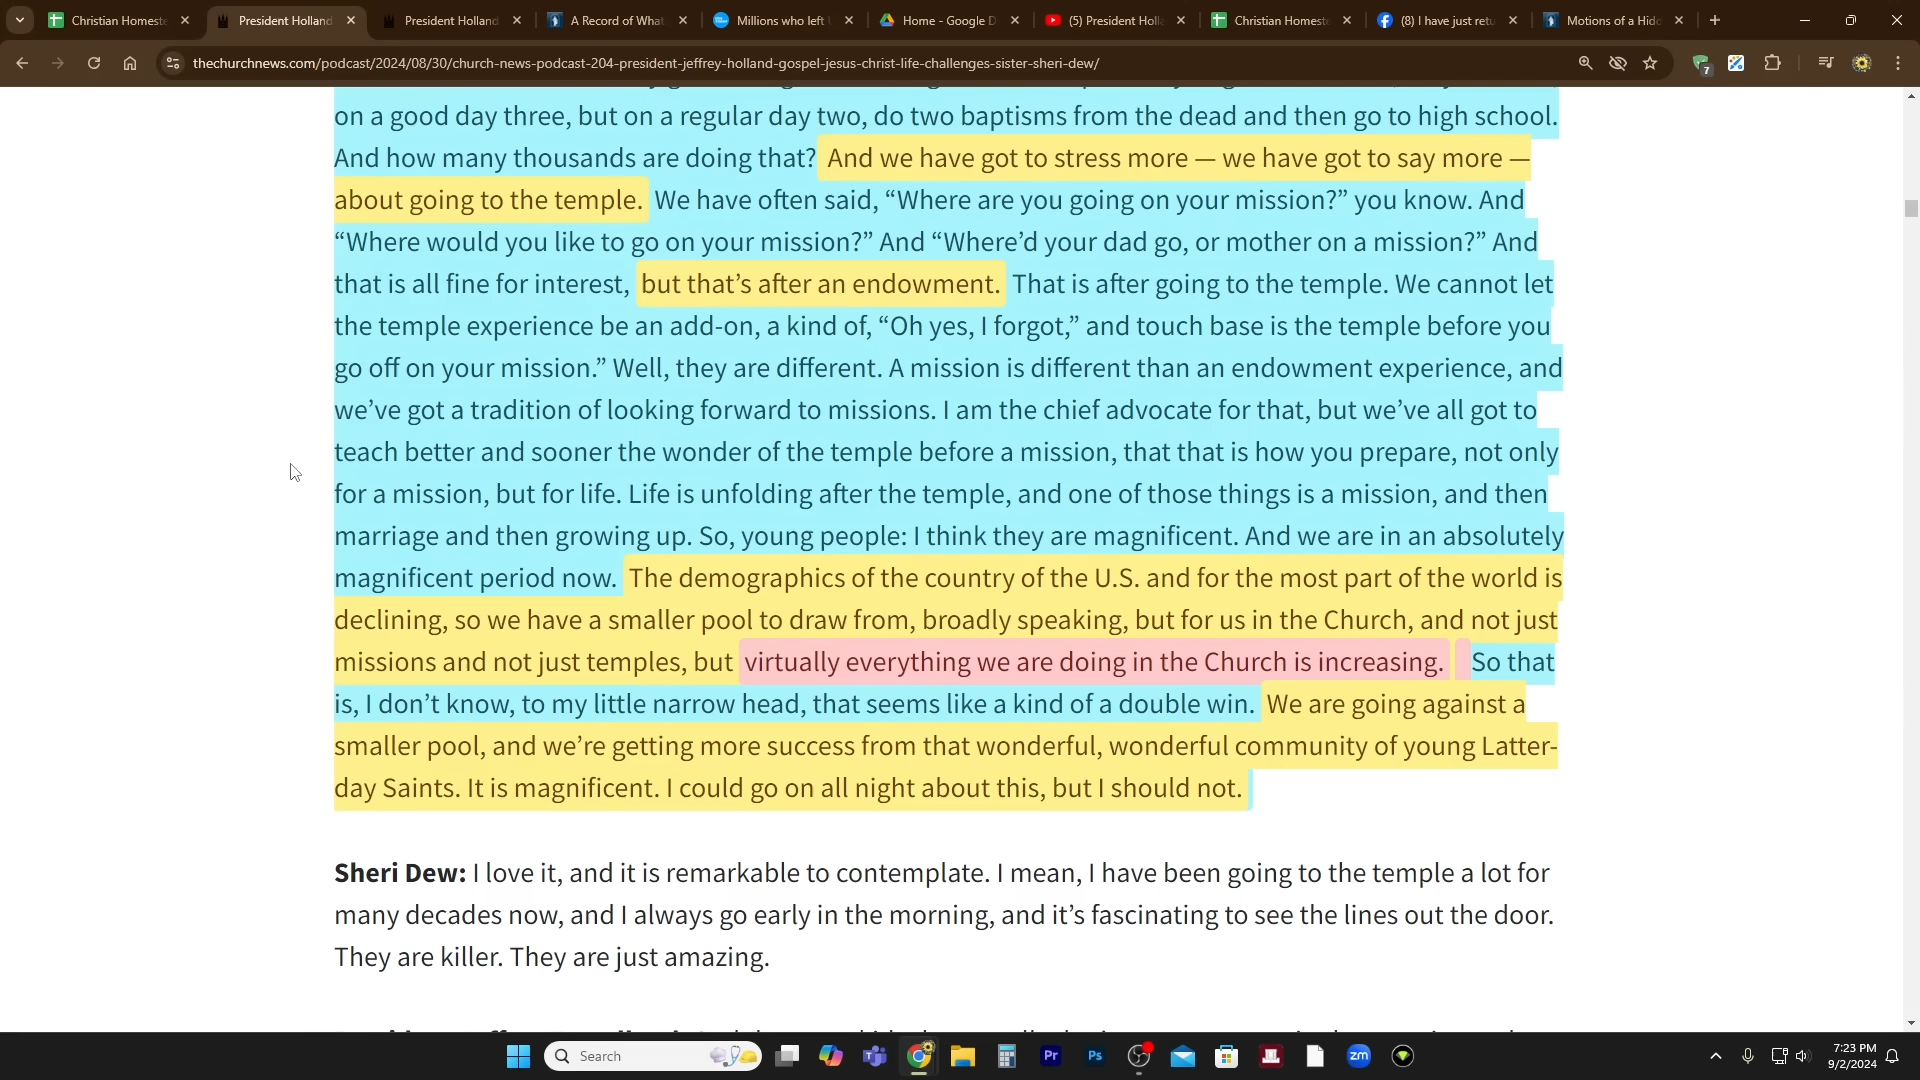 Christian Homeste
President Holland
President Holland
A Record of What
Millions who left
Home - Google D
(5) President Holl
Christian Homeste
(8) I have just retu
Motions of a Hid
thechurchnews.com/podcast/2024/08/30/church-news-podcast-204-president-jeffrey-holland-gospel-jesus-christ-life-challenges-sister-sheri-dew/
7
on a good day three, but on a regular day two, do two baptisms from the dead and then go to high school.
And how many thousands are doing that? And we have got to stress more — we have got to say more —
about going to the temple. We have often said, “Where are you going on your mission?” you know. And
“Where would you like to go on your mission?” And “Where’d your dad go, or mother on a mission?” And
that is all fine for interest, but that’s after an endowment. That is after going to the temple. We cannot let
the temple experience be an add-on, a kind of, “Oh yes, I forgot,” and touch base is the temple before you
go off on your mission.” Well, they are different. A mission is different than an endowment experience, and
we’ve got a tradition of looking forward to missions. I am the chief advocate for that, but we’ve all got to
teach better and sooner the wonder of the temple before a mission, that that is how you prepare, not only
for a mission, but for life. Life is unfolding after the temple, and one of those things is a mission, and then
marriage and then growing up. So, young people: I think they are magnificent. And we are in an absolutely
magnificent period now. The demographics of the country of the U.S. and for the most part of the world is
declining, so we have a smaller pool to draw from, broadly speaking, but for us in the Church, and not just
missions and not just temples, but virtually everything we are doing in the Church is increasing. So that
is, I don’t know, to my little narrow head, that seems like a kind of a double win. We are going against a
smaller pool, and we’re getting more success from that wonderful, wonderful community of young Latter-
day Saints. It is magnificent. I could go on all night about this, but I should not.
Sheri Dew: I love it, and it is remarkable to contemplate. I mean, I have been going to the temple a lot for
many decades now, and I always go early in the morning, and it’s fascinating to see the lines out the door.
They are killer. They are just amazing.
Search
Pr
Ps
zm
7:23 PM
9/2/2024